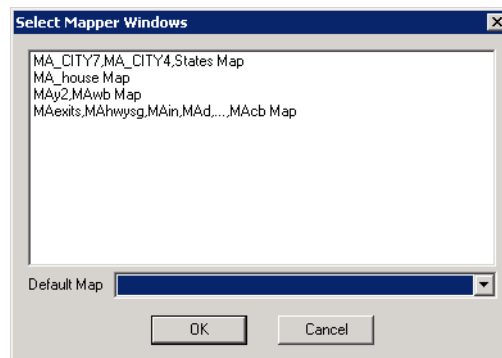 Select Mapper Windows
MA_CITY7,MA_CITY4,States Map
MA_house Map
MAy2,MAwb Map
MAexits,MAhwysg,MAin,MAd,...,MAcb Map
Default Map
OK
Cancel